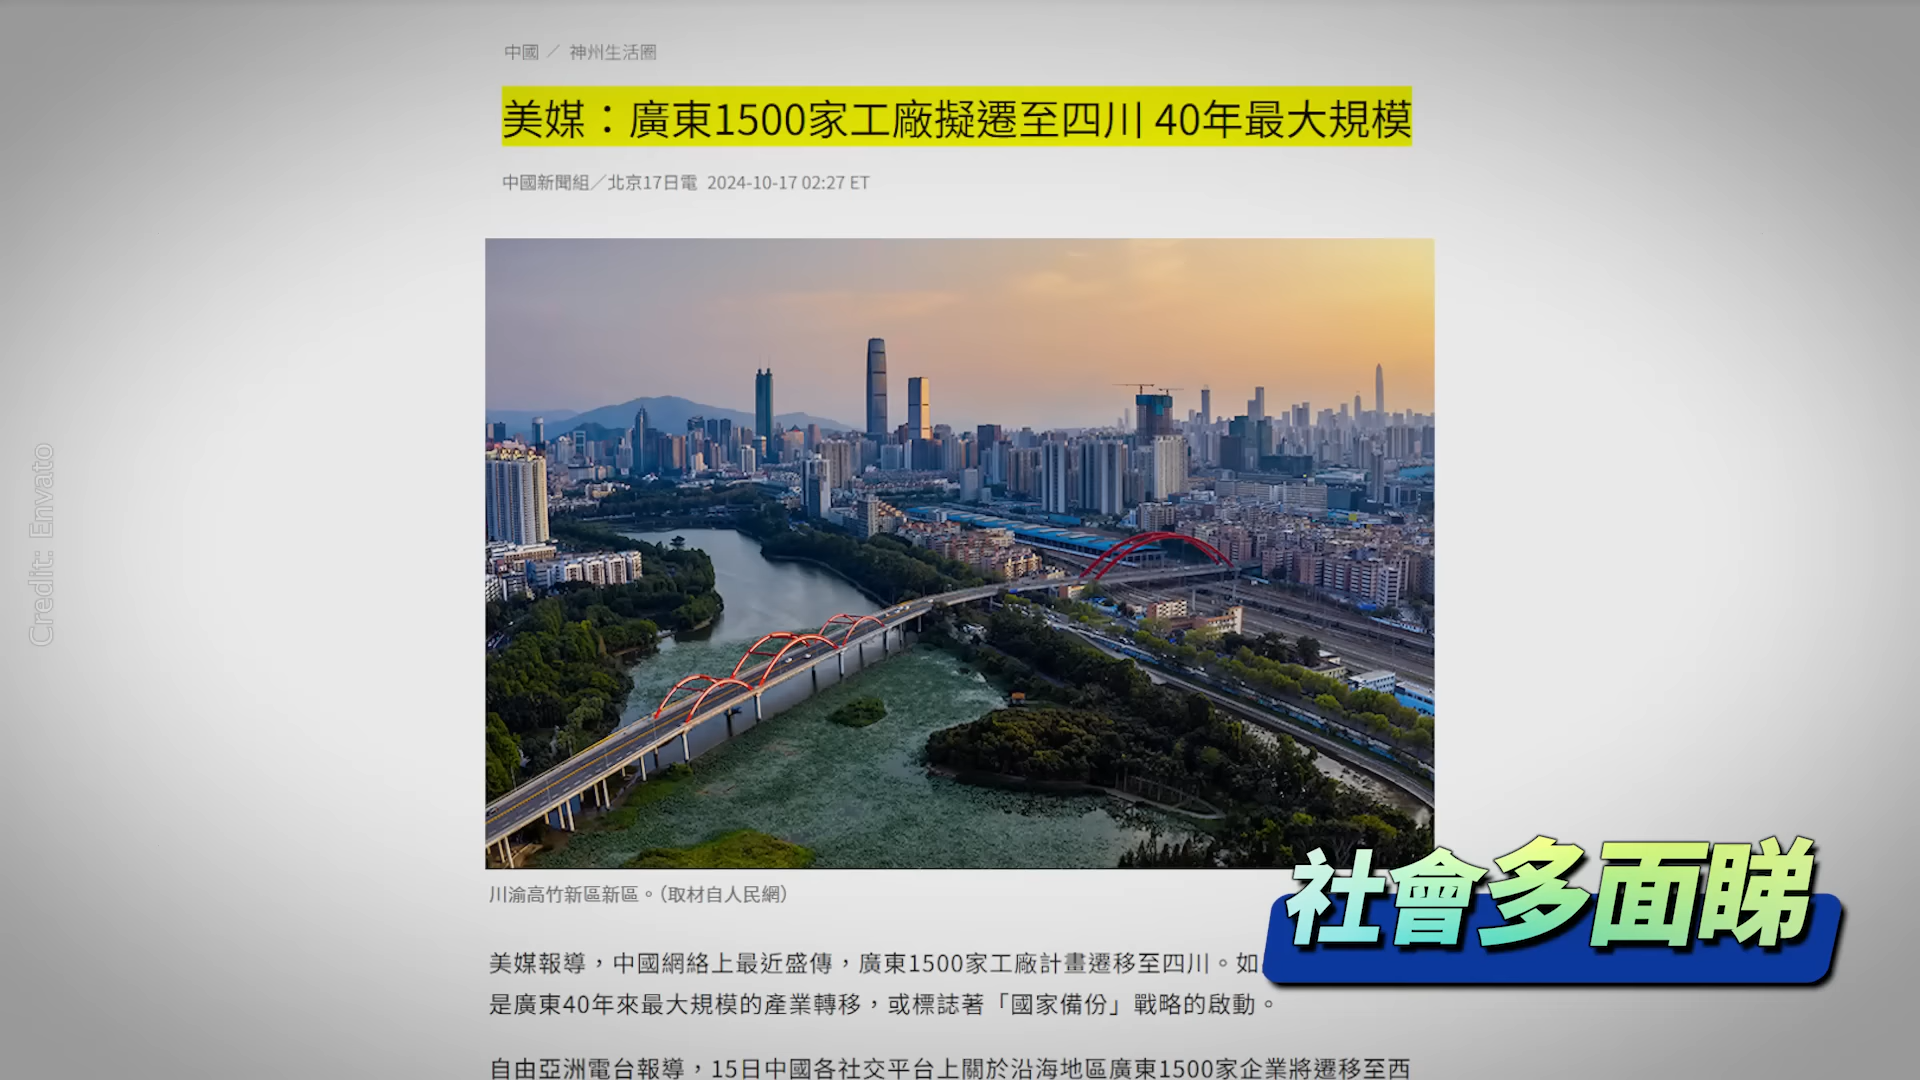 中國 ／ 神州生活圈
美媒：廣東1500家工廠擬遷至四川 40年最大規模
中國新聞組／北京17日電 2024-10-17 02:27 ET
Credit: Envato
川渝高竹新區新區。（取材自人民網）
美媒報導，中國網絡上最近盛傳，廣東1500家工廠計畫遷移至四川。如
是廣東40年來最大規模的產業轉移，或標誌著「國家備份」戰略的啟動。
自由亞洲電台報導，15日中國各社交平台上關於沿海地區廣東1500家企業將遷移至西
社會多面睇